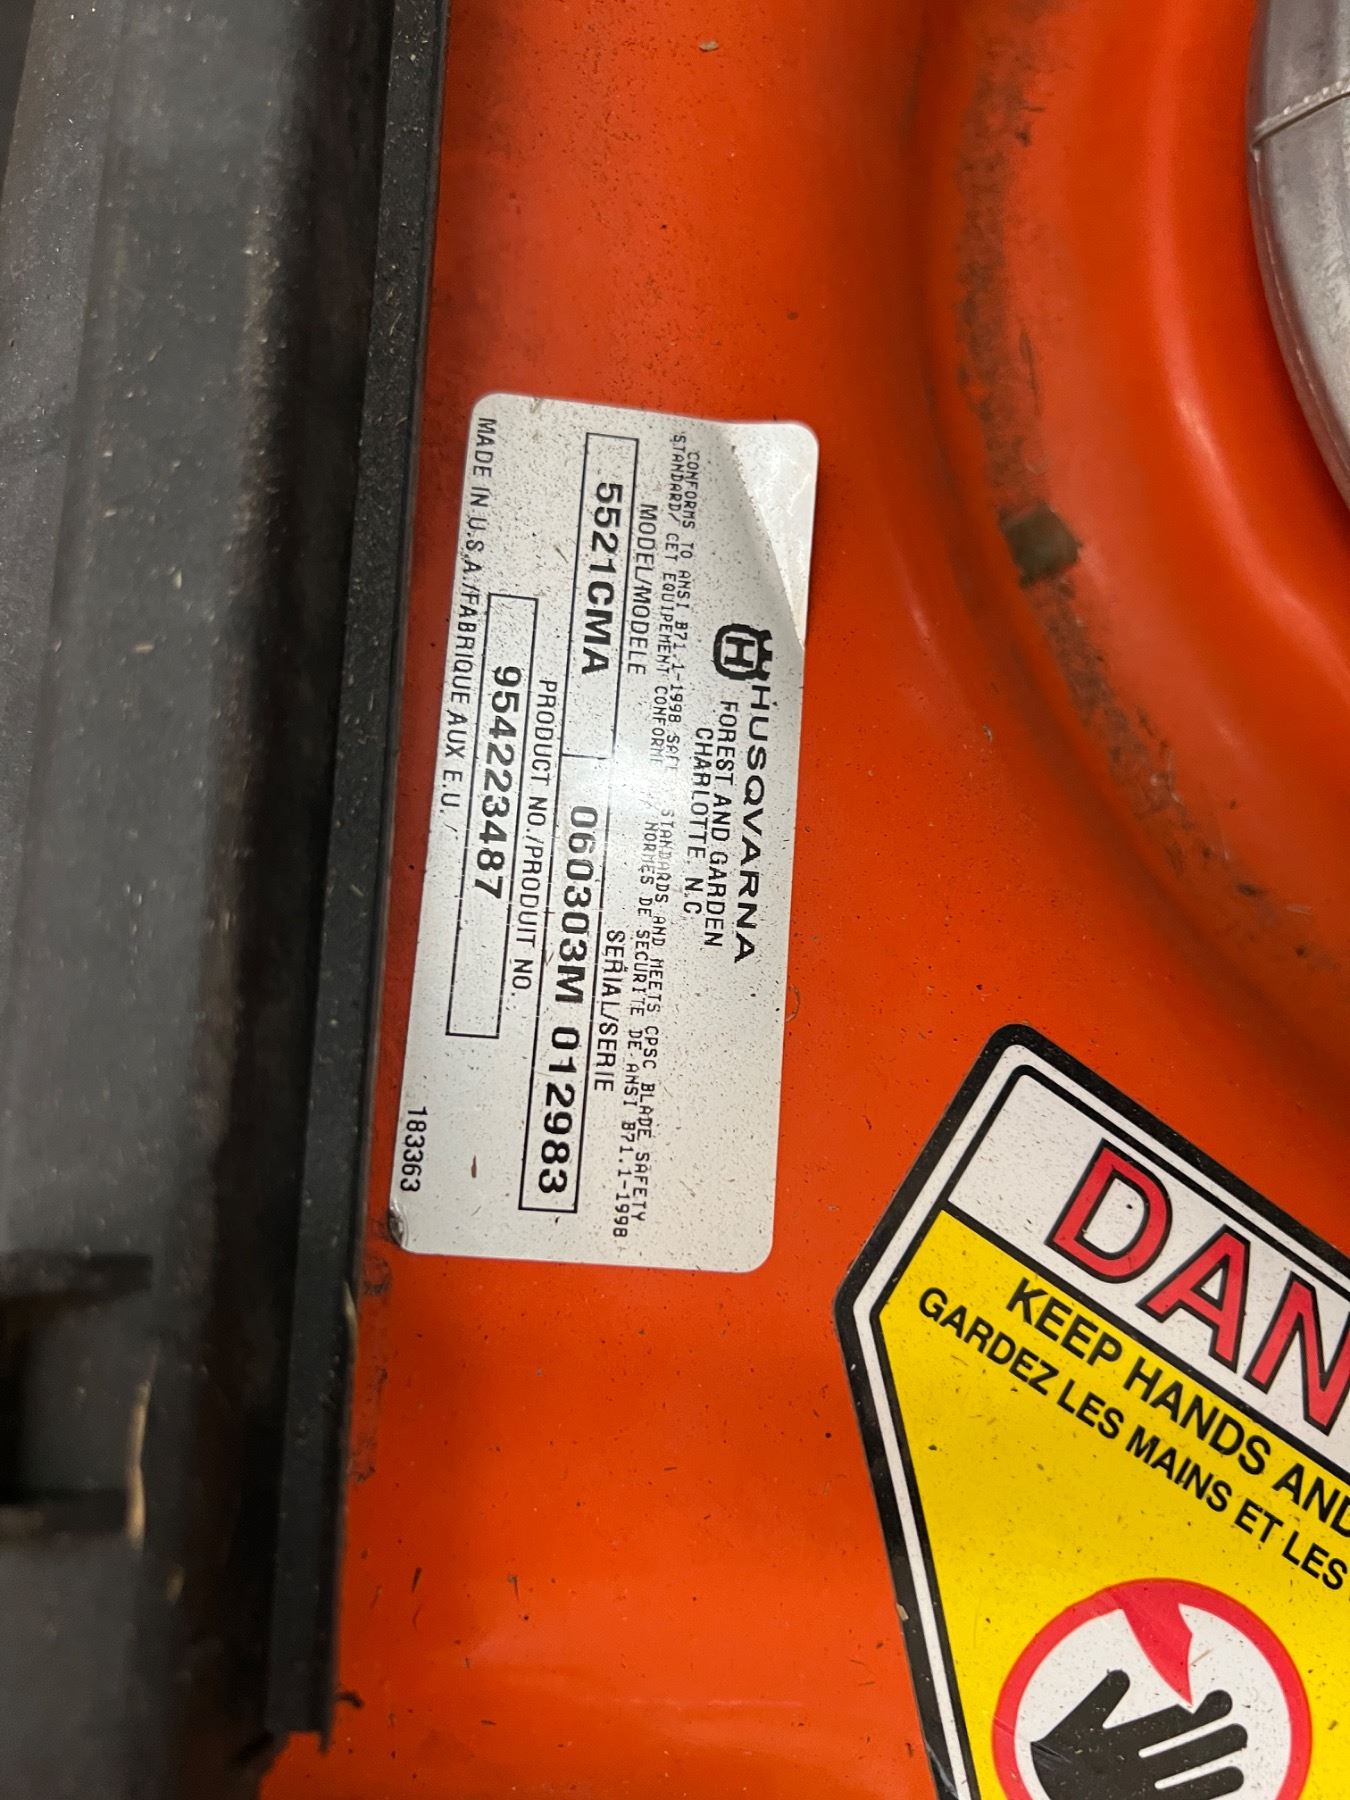 HUSQVARNA
FOREST AND GARDEN
CHARLOTTE, N.C.
CONFORMS TO ANSI B71.1-1998 SAFETY STANDARDS AND MEETS CPSC BLADE SAFETY
STANDARD/ CET EQUIPEMENT CONFORME NORMES DE SECURITE DE ANSI B71.1-1998
MODEL/MODELE SERIAL/SERIE
5521CMA 060303M 012983
PRODUCT NO./PRODUIT NO.
954223487
MADE IN U.S.A./FABRIQUE AUX E.U.
183363
DAN
KEEP HANDS AND
GARDEZ LES MAINS ET LES